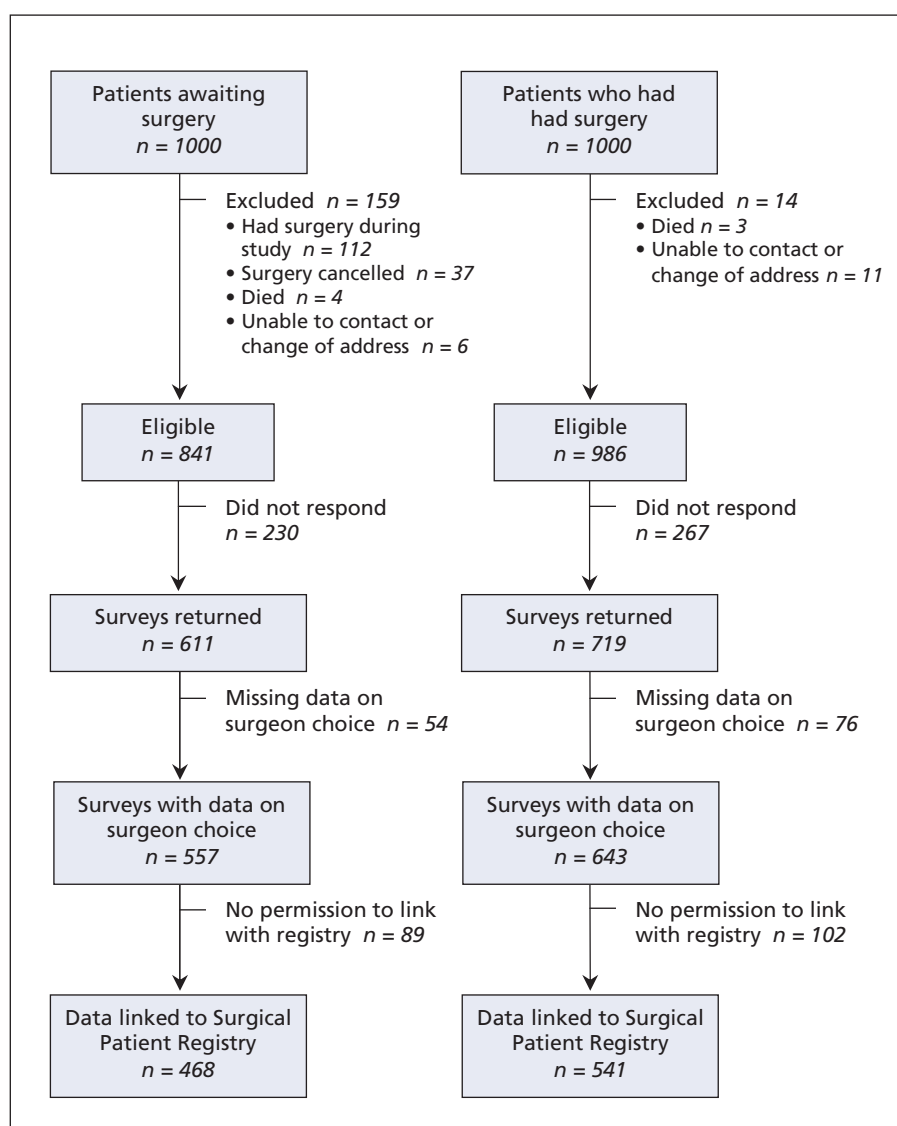 Patients awaiting
surgery
n = 1000
Excluded n = 159
• Had surgery during
study n = 112
• Surgery cancelled n = 37
• Died n = 4
• Unable to contact or
change of address n = 6
Eligible
n = 841
Did not respond
n = 230
Surveys returned
n = 611
Missing data on
surgeon choice n = 54
Surveys with data on
surgeon choice
n = 557
No permission to link
with registry n = 89
Data linked to Surgical
Patient Registry
n = 468
Patients who had
had surgery
n = 1000
Excluded n = 14
• Died n = 3
• Unable to contact or
change of address n = 11
Eligible
n = 986
Did not respond
n = 267
Surveys returned
n = 719
Missing data on
surgeon choice n = 76
Surveys with data on
surgeon choice
n = 643
No permission to link
with registry n = 102
Data linked to Surgical
Patient Registry
n = 541